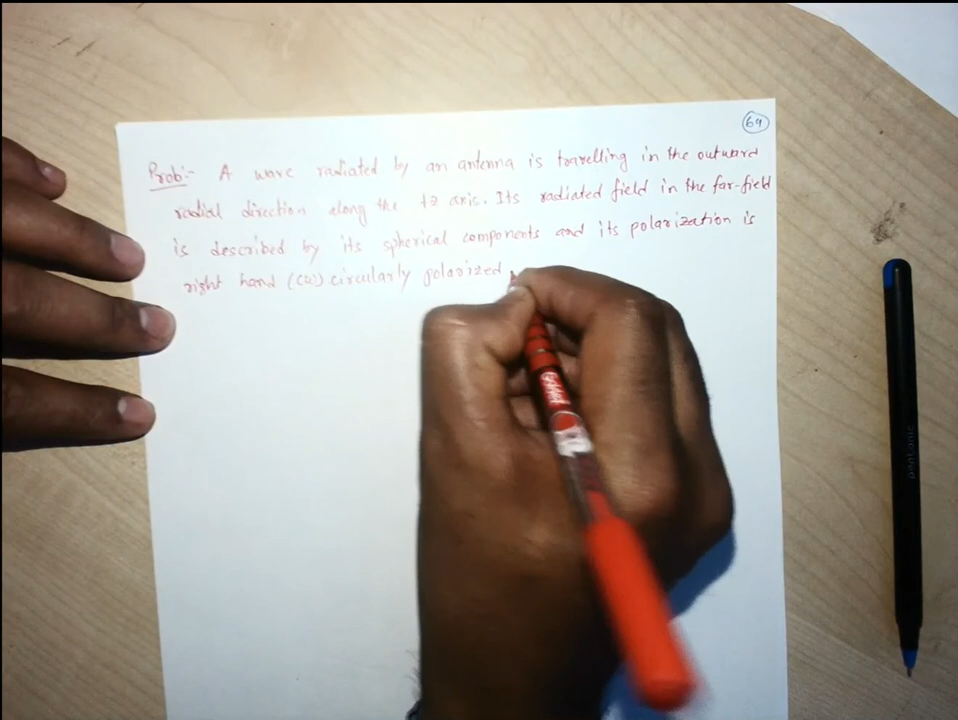 69
Prob:- A wave radiated by an antenna is travelling in the outward
radial direction along the +z axis. Its radiated field in the far-field
is described by its spherical components and its polarization is
right hand (CW) circularly polarized
pentonic